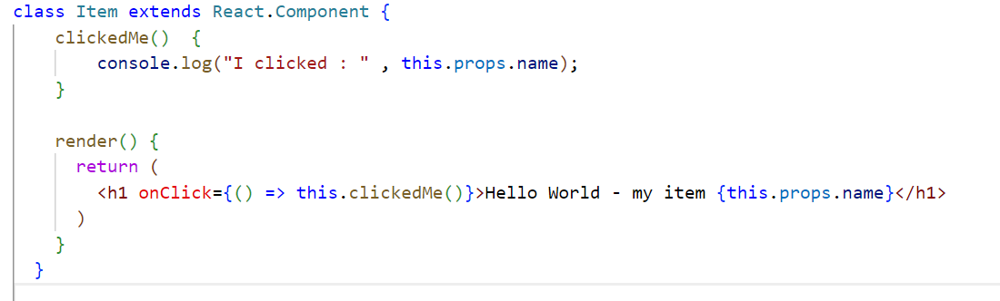 class Item extends React.Component {
    clickedMe()  {
        console.log("I clicked : " , this.props.name);
    }

    render() {
      return (
        <h1 onClick={() => this.clickedMe()}>Hello World - my item {this.props.name}</h1>
      )
    }
  }